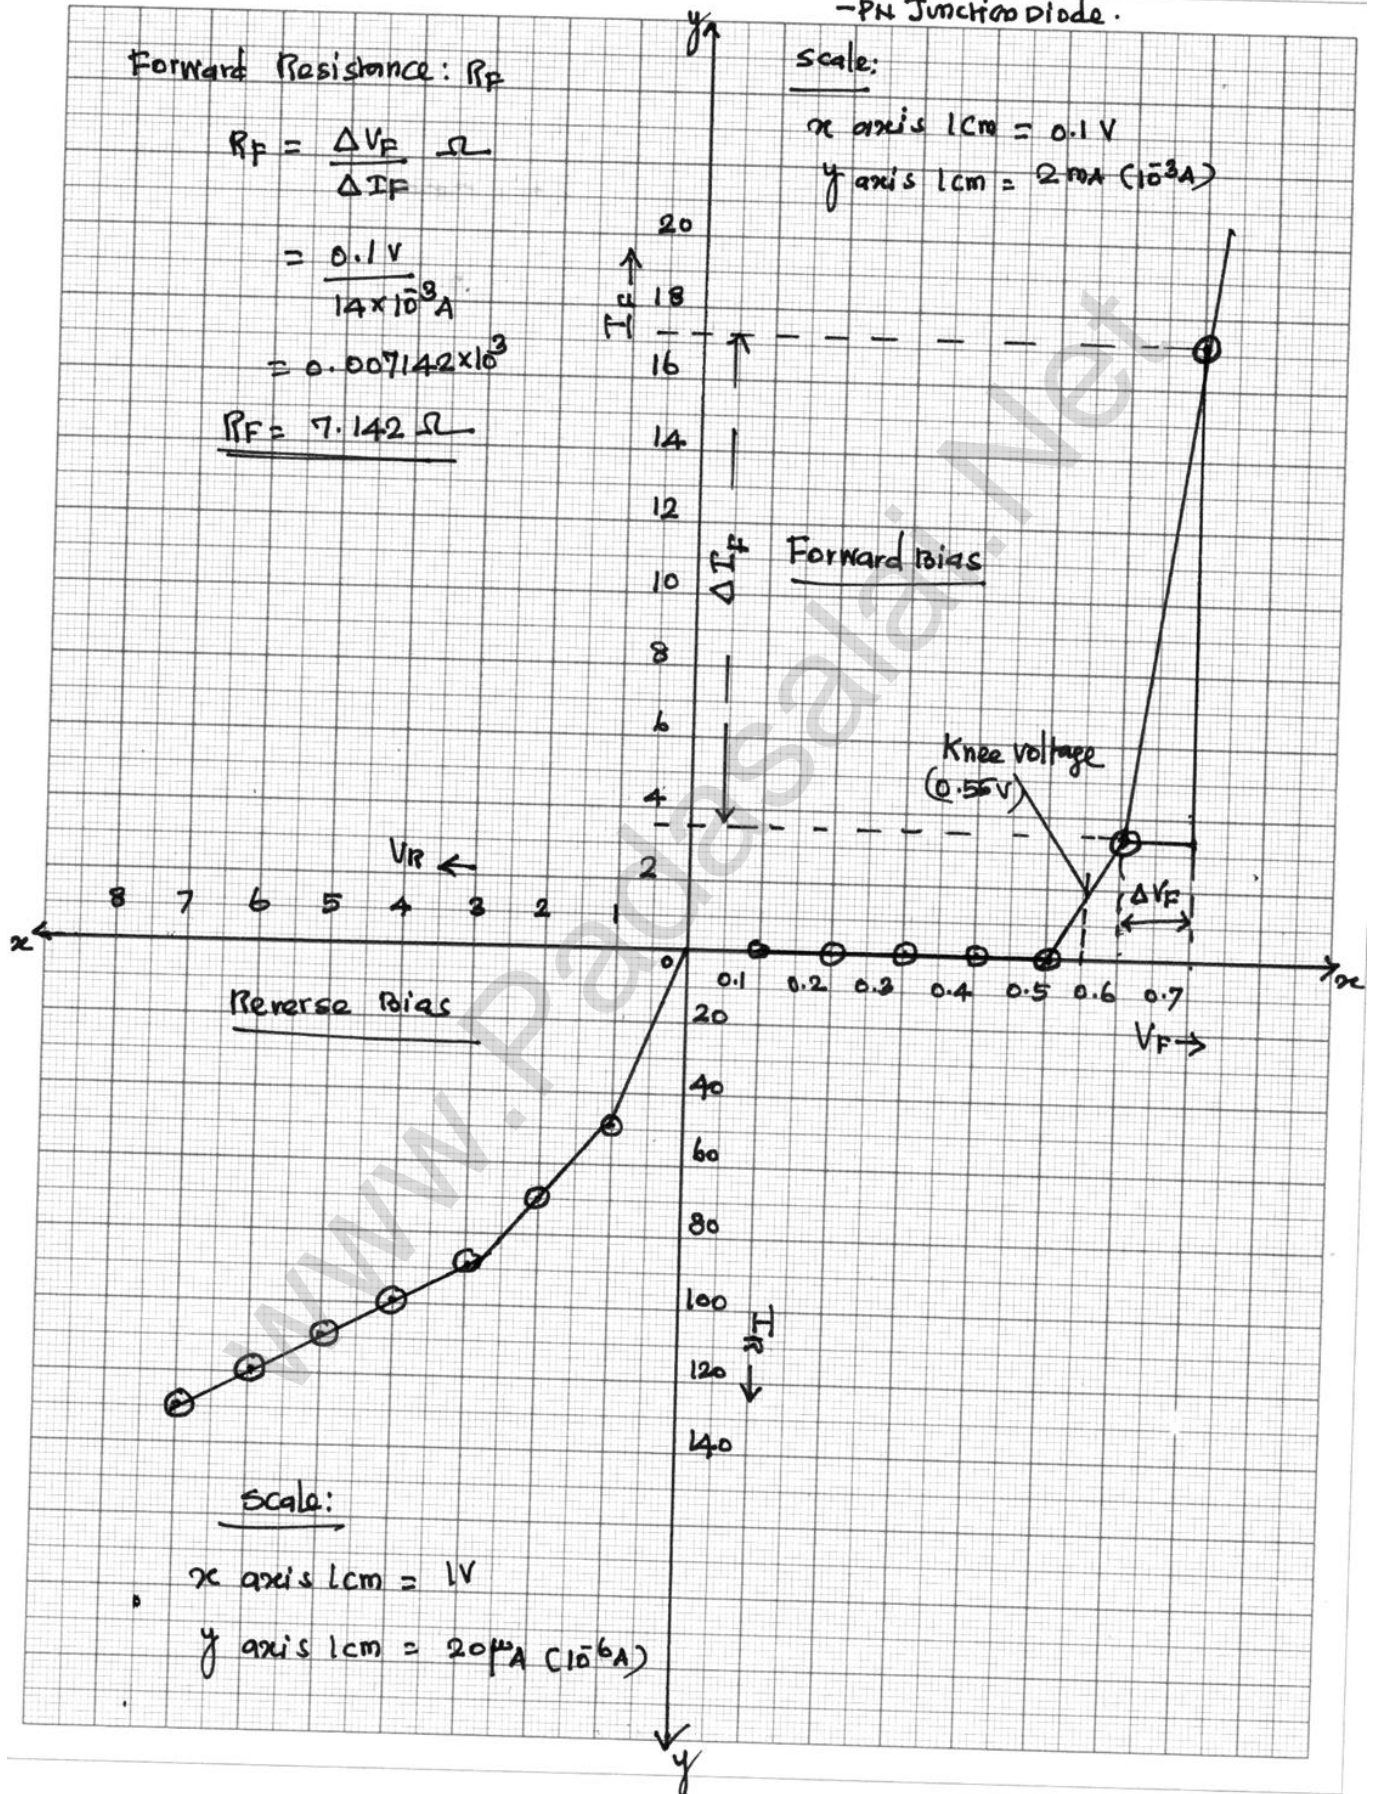 -PN Junction Diode.
Forward Resistance: RF
RF = ΔVF / ΔIF Ω
= 0.1 V / 14×10⁻³A
= 0.007142×10³
RF = 7.142 Ω
scale:
x axis 1cm = 0.1 V
y axis 1cm = 2 mA (10⁻³A)
y
20
18
16
14
12
10
8
6
4
2
IF
ΔIF
Forward Bias
Knee voltage
(0.55V)
ΔVF
VR
8 7 6 5 4 3 2 1
x
0 0.1 0.2 0.3 0.4 0.5 0.6 0.7
x
VF
Reverse Bias
20
40
60
80
100
120
140
IR
scale:
x axis 1cm = 1V
y axis 1cm = 20μA (10⁻⁶A)
y
www.Padasalai.Net